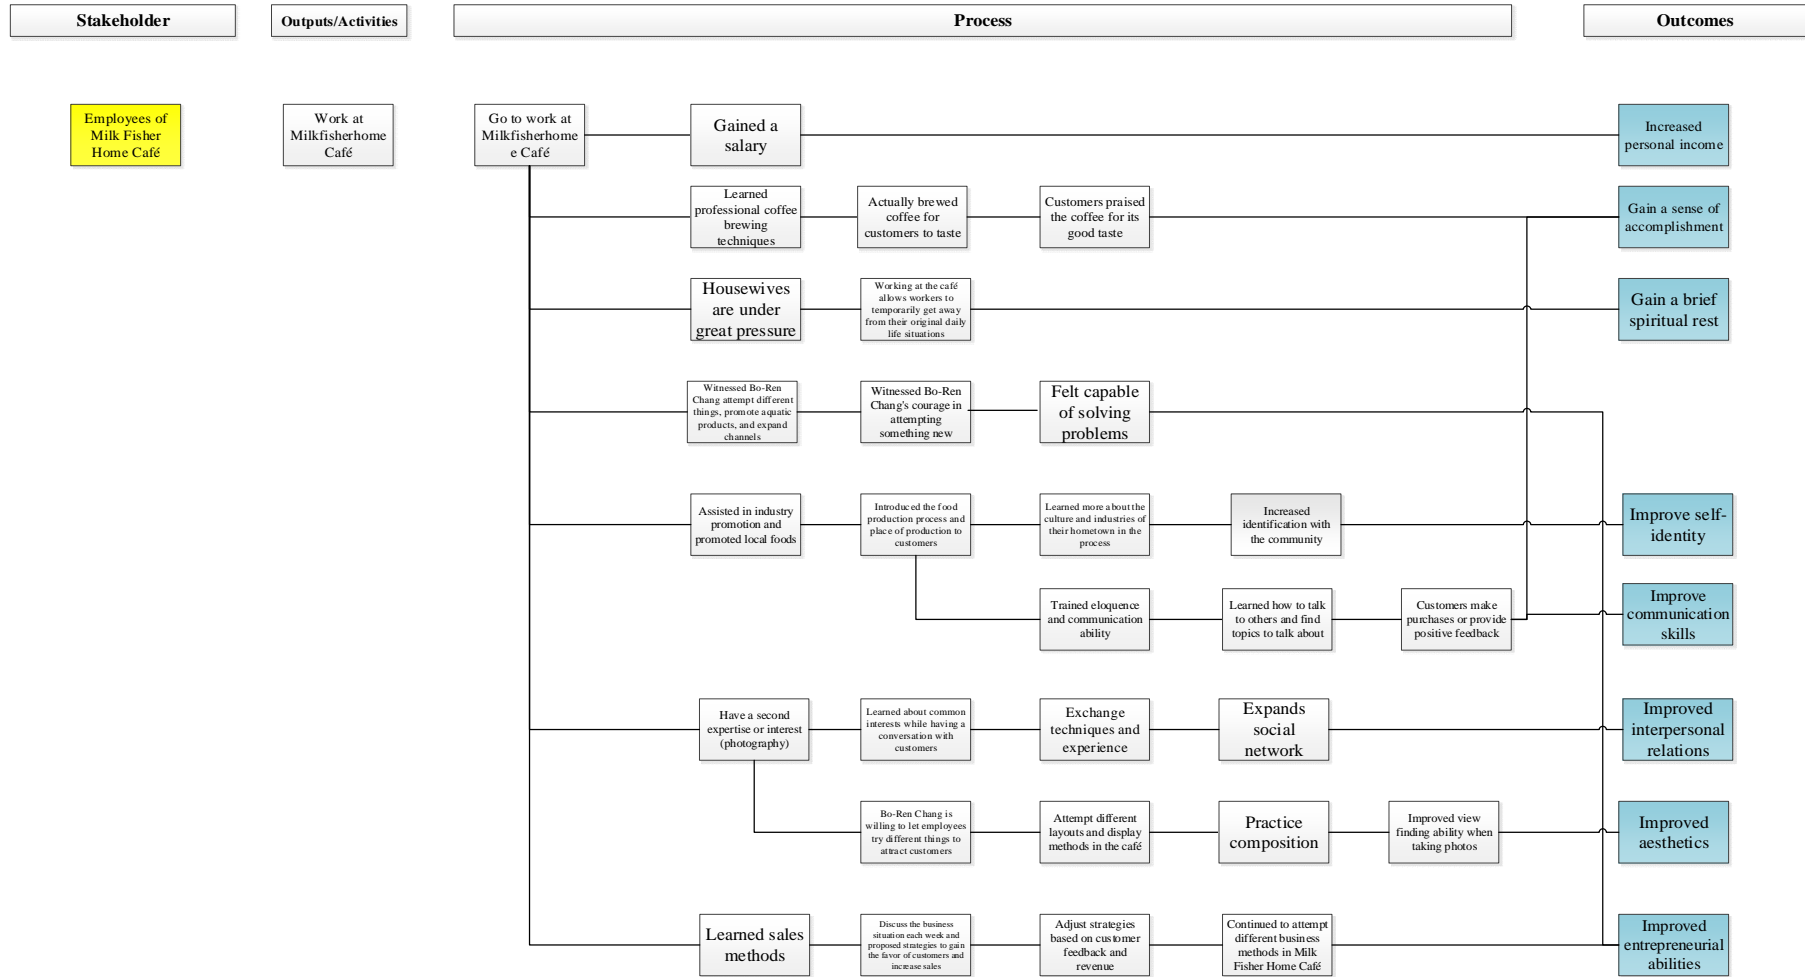 Stakeholder
Outputs/Activities
Process
Outcomes
Employees of
Milk Fisher
Home Café
Work at
Milkfisherhome
Café
Go to work at
Milkfisherhom
e Café
Gained a
salary
Increased
personal income
Learned
professional coffee
brewing
techniques
Actually brewed
coffee for
customers to taste
Customers praised
the coffee for its
good taste
Gain a sense of
accomplishment
Housewives
are under
great pressure
Working at the café
allows workers to
temporarily get away
from their original daily
life situations
Gain a brief
spiritual rest
Witnessed Bo-Ren
Chang attempt different
things, promote aquatic
products, and expand
channels
Witnessed Bo-Ren
Chang's courage in
attempting
something new
Felt capable
of solving
problems
Assisted in industry
promotion and
promoted local foods
Introduced the food
production process and
place of production to
customers
Learned more about the
culture and industries of
their hometown in the
process
Increased
identification with
the community
Improve self-
identity
Trained eloquence
and communication
ability
Learned how to talk
to others and find
topics to talk about
Customers make
purchases or provide
positive feedback
Improve
communication
skills
Have a second
expertise or interest
(photography)
Learned about common
interests while having a
conversation with
customers
Exchange
techniques and
experience
Expands
social
network
Improved
interpersonal
relations
Bo-Ren Chang is
willing to let employees
try different things to
attract customers
Attempt different
layouts and display
methods in the café
Practice
composition
Improved view
finding ability when
taking photos
Improved
aesthetics
Learned sales
methods
Discuss the business
situation each week and
proposed strategies to gain
the favor of customers and
increase sales
Adjust strategies
based on customer
feedback and
revenue
Continued to attempt
different business
methods in Milk
Fisher Home Café
Improved
entrepreneurial
abilities